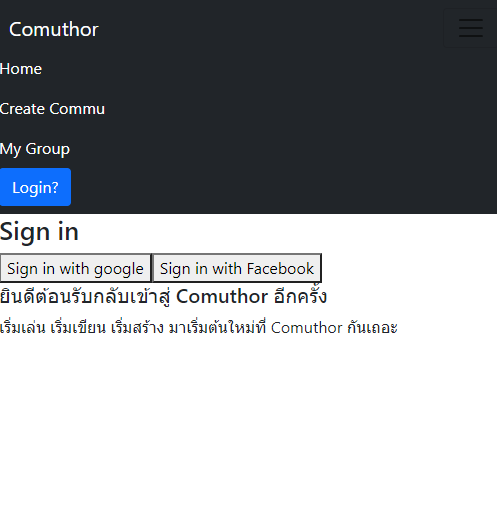 Comuthor
Home
Create Commu
My Group
Login?
Sign in
Sign in with google Sign in with Facebook
ยินดีต้อนรับกลับเข้าสู่ Comuthor อีกครั้ง
เริ่มเล่น เริ่มเขียน เริ่มสร้าง มาเริ่มต้นใหม่ที่ Comuthor กันเถอะ